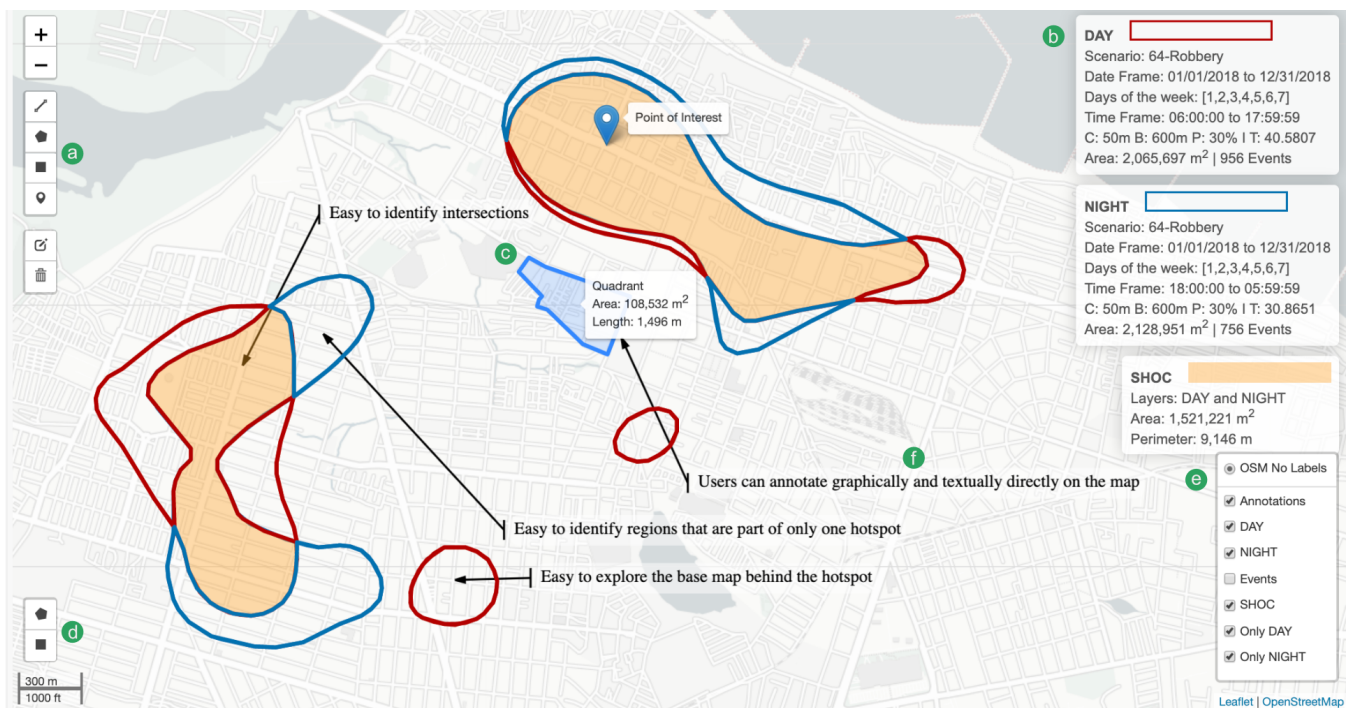 +
−
a
b
DAY
Scenario: 64-Robbery
Date Frame: 01/01/2018 to 12/31/2018
Days of the week: [1,2,3,4,5,6,7]
Time Frame: 06:00:00 to 17:59:59
C: 50m B: 600m P: 30% I T: 40.5807
Area: 2,065,697 m² | 956 Events
NIGHT
Scenario: 64-Robbery
Date Frame: 01/01/2018 to 12/31/2018
Days of the week: [1,2,3,4,5,6,7]
Time Frame: 18:00:00 to 05:59:59
C: 50m B: 600m P: 30% I T: 30.8651
Area: 2,128,951 m² | 756 Events
SHOC
Layers: DAY and NIGHT
Area: 1,521,221 m²
Perimeter: 9,146 m
Point of Interest
Easy to identify intersections
c
Quadrant
Area: 108,532 m²
Length: 1,496 m
f
Users can annotate graphically and textually directly on the map
Easy to identify regions that are part of only one hotspot
Easy to explore the base map behind the hotspot
e
OSM No Labels
Annotations
DAY
NIGHT
Events
SHOC
Only DAY
Only NIGHT
d
300 m
1000 ft
Leaflet | OpenStreetMap